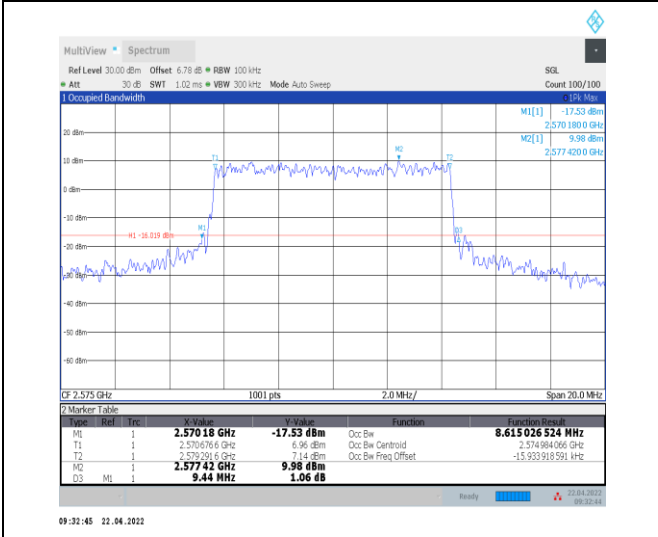 MultiView Spectrum
Ref Level 30.00 dBm Offset 6.78 dB RBW 100 kHz SGL
Att 30 dB SWT 1.02 ms VBW 300 kHz Mode Auto Sweep Count 100/100
1 Occupied Bandwidth 1Pk Max
M1[1] -17.53 dBm
2.570 180 0 GHz
M2[1] 9.98 dBm
2.577 420 0 GHz
20 dBm
M2
T1 T2
10 dBm
0 dBm
-10 dBm
M1 D3
H1 -16.019 dBm
-20 dBm
-30 dBm
-40 dBm
-50 dBm
-60 dBm
CF 2.575 GHz 1001 pts 2.0 MHz/ Span 20.0 MHz
2 Marker Table
Type Ref Trc X-Value Y-Value Function Function Result
M1 1 2.570 18 GHz -17.53 dBm Occ Bw 8.615 026 524 MHz
T1 1 2.570 676 6 GHz 6.96 dBm Occ Bw Centroid 2.574 984 066 GHz
T2 1 2.579 291 6 GHz 7.14 dBm Occ Bw Freq Offset -15.933 918 591 kHz
M2 1 2.577 42 GHz 9.98 dBm
D3 M1 1 9.44 MHz 1.06 dB
Ready 22.04.2022
09:32:44
09:32:45 22.04.2022